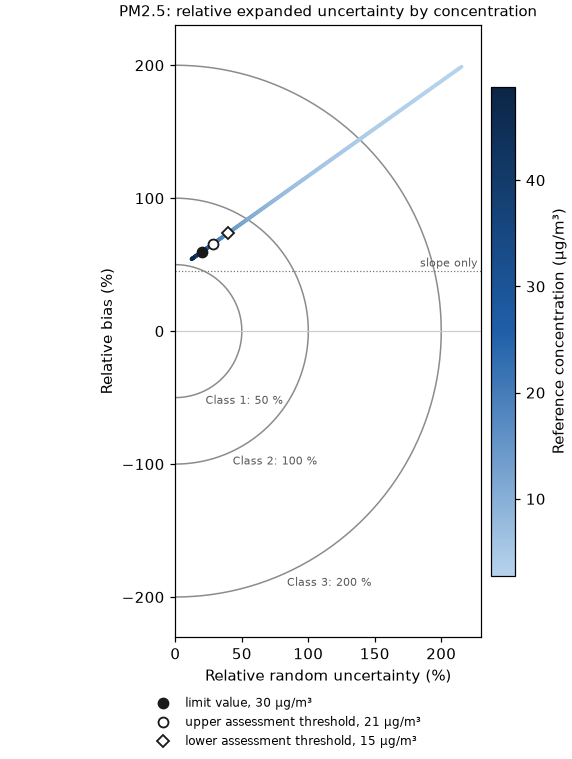 PM2.5: relative expanded uncertainty by concentration
200
100
0
−100
−200
Relative bias (%)
slope only
Class 1: 50 %
Class 2: 100 %
Class 3: 200 %
0 50 100 150 200
Relative random uncertainty (%)
40
30
20
10
Reference concentration (µg/m³)
limit value, 30 µg/m³
upper assessment threshold, 21 µg/m³
lower assessment threshold, 15 µg/m³